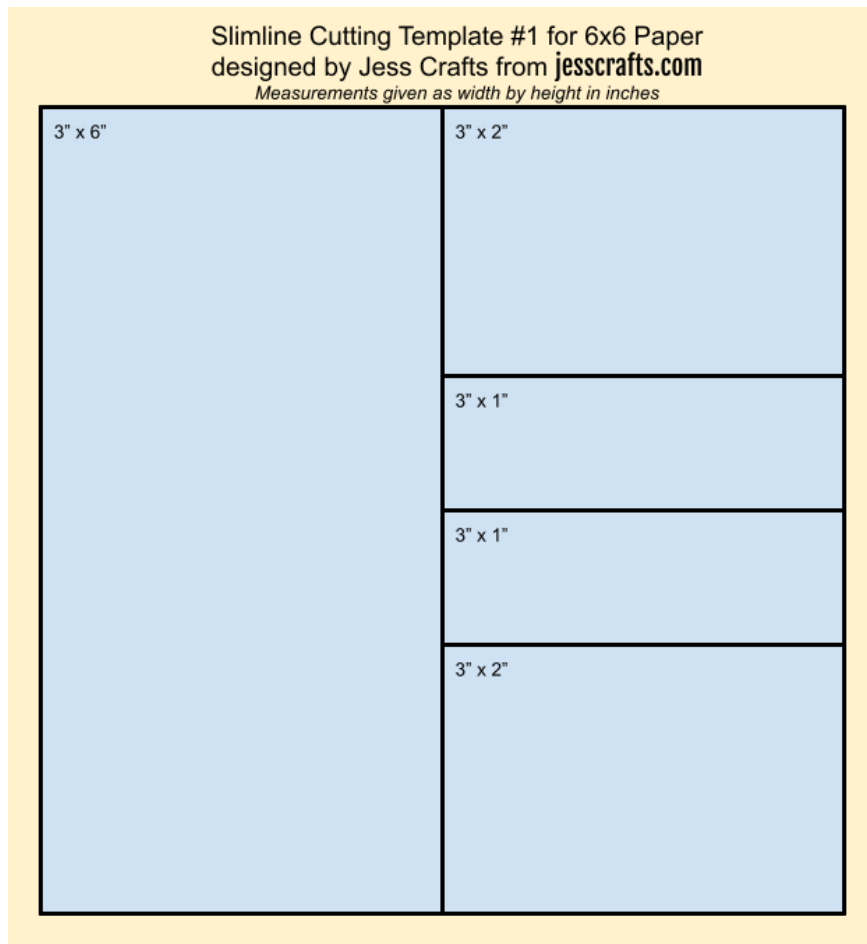 Slimline Cutting Template #1 for 6x6 Paper
designed by Jess Crafts from jesscrafts.com
Measurements given as width by height in inches
3” x 6”
3” x 2”
3” x 1”
3” x 1”
3” x 2”